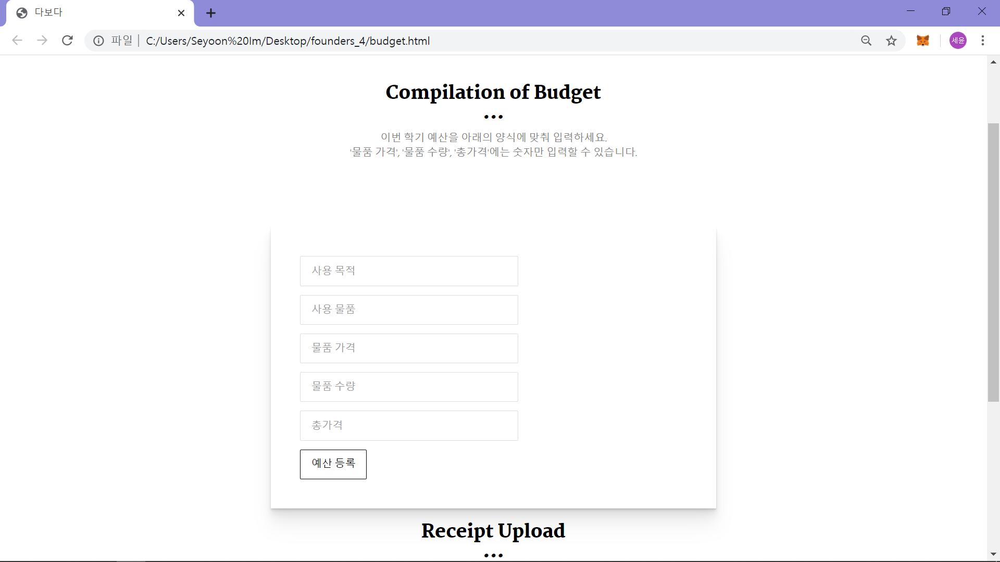 다보다
파일 C:/Users/Seyoon%20Im/Desktop/founders_4/budget.html
세윤
Compilation of Budget
이번 학기 예산을 아래의 양식에 맞춰 입력하세요.
'물품 가격', '물품 수량', '총가격'에는 숫자만 입력할 수 있습니다.
사용 목적
사용 물품
물품 가격
물품 수량
총가격
예산 등록
Receipt Upload